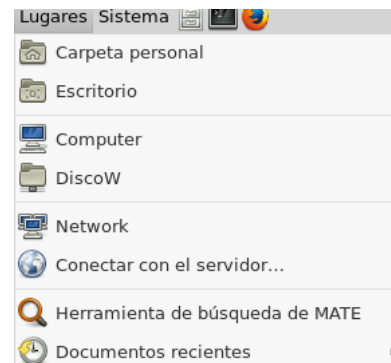 Lugares Sistema
Carpeta personal
Escritorio
Computer
DiscoW
Network
Conectar con el servidor...
Herramienta de búsqueda de MATE
Documentos recientes